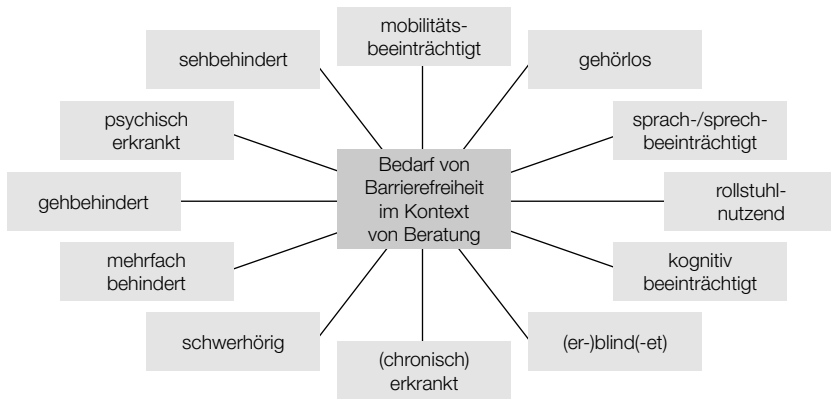 mobilitäts-
beeinträchtigt
sehbehindert
gehörlos
psychisch
erkrankt
sprach-/sprech-
beeinträchtigt
Bedarf von
Barrierefreiheit
im Kontext
von Beratung
gehbehindert
rollstuhl-
nutzend
mehrfach
behindert
kognitiv
beeinträchtigt
schwerhörig
(er-)blind(-et)
(chronisch)
erkrankt